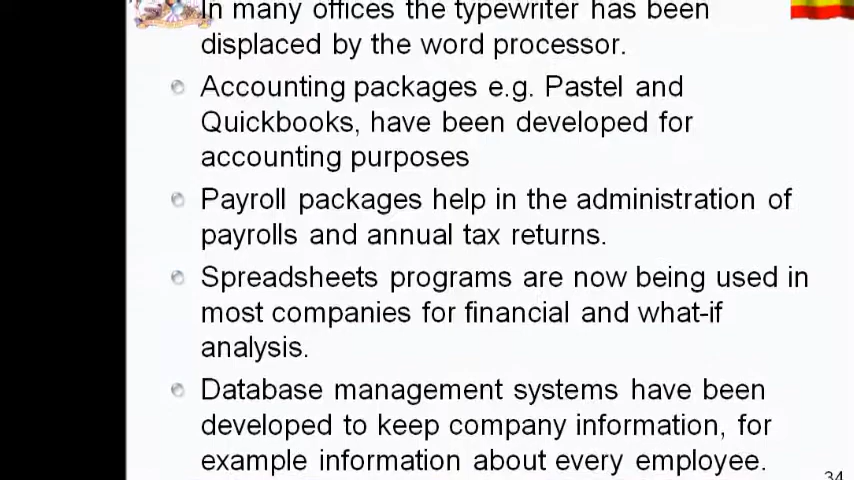 In many offices the typewriter has been
displaced by the word processor.
Accounting packages e.g. Pastel and
Quickbooks, have been developed for
accounting purposes
Payroll packages help in the administration of
payrolls and annual tax returns.
Spreadsheets programs are now being used in
most companies for financial and what-if
analysis.
Database management systems have been
developed to keep company information, for
example information about every employee.
34